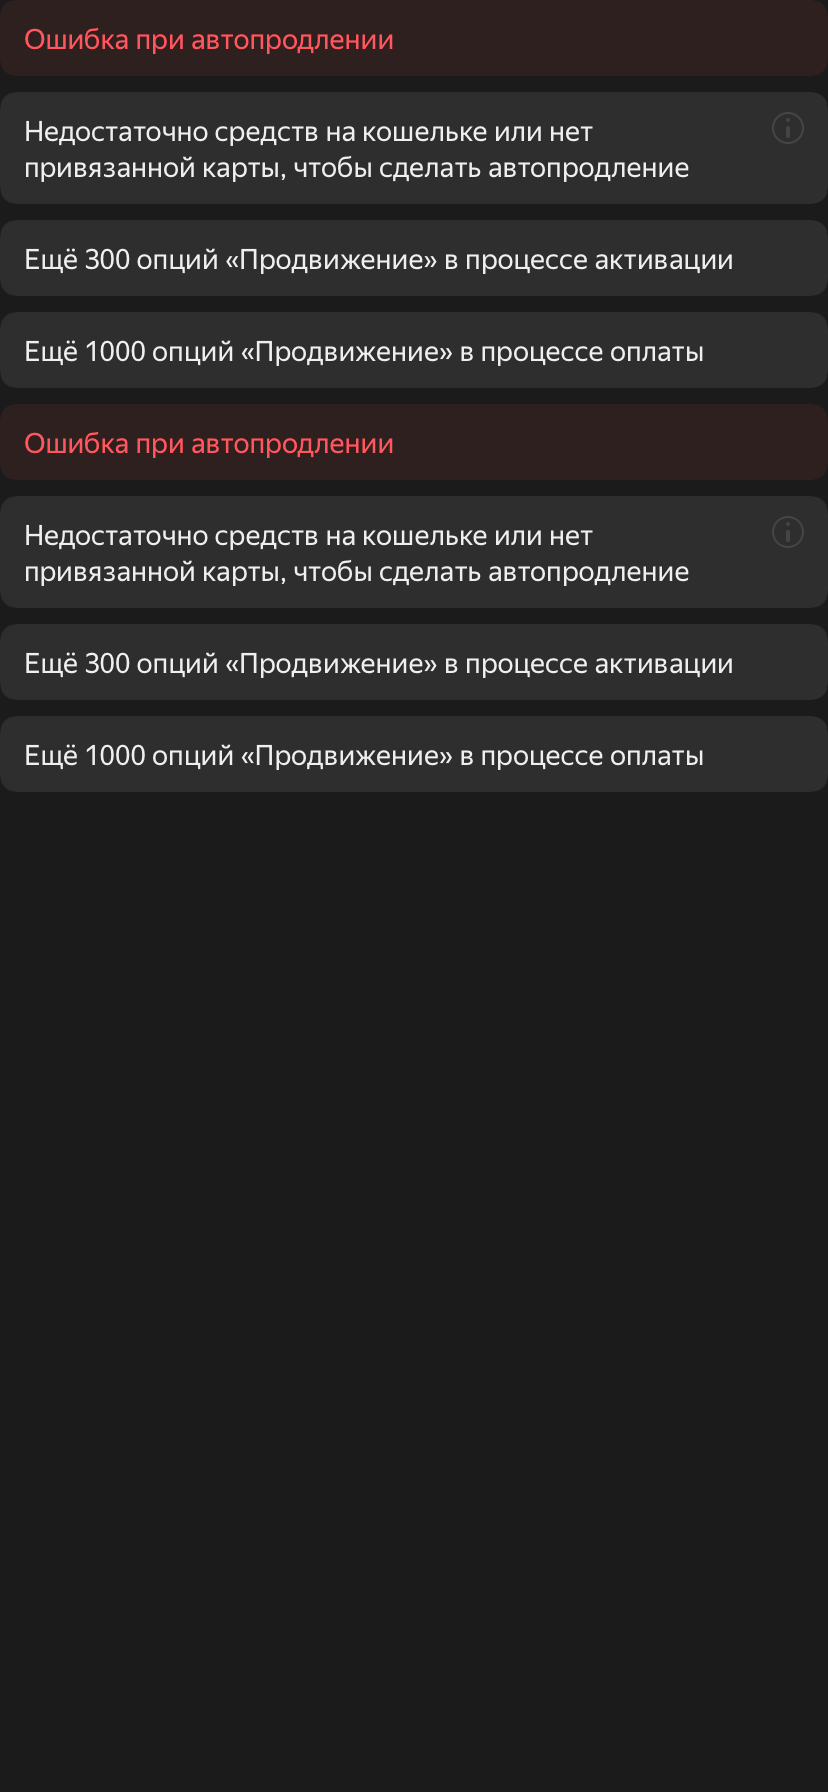 Ошибка при автопродлении
Недостаточно средств на кошельке или нет
привязанной карты, чтобы сделать автопродление
Ещё 300 опций «Продвижение» в процессе активации
Ещё 1000 опций «Продвижение» в процессе оплаты
Ошибка при автопродлении
Недостаточно средств на кошельке или нет
привязанной карты, чтобы сделать автопродление
Ещё 300 опций «Продвижение» в процессе активации
Ещё 1000 опций «Продвижение» в процессе оплаты